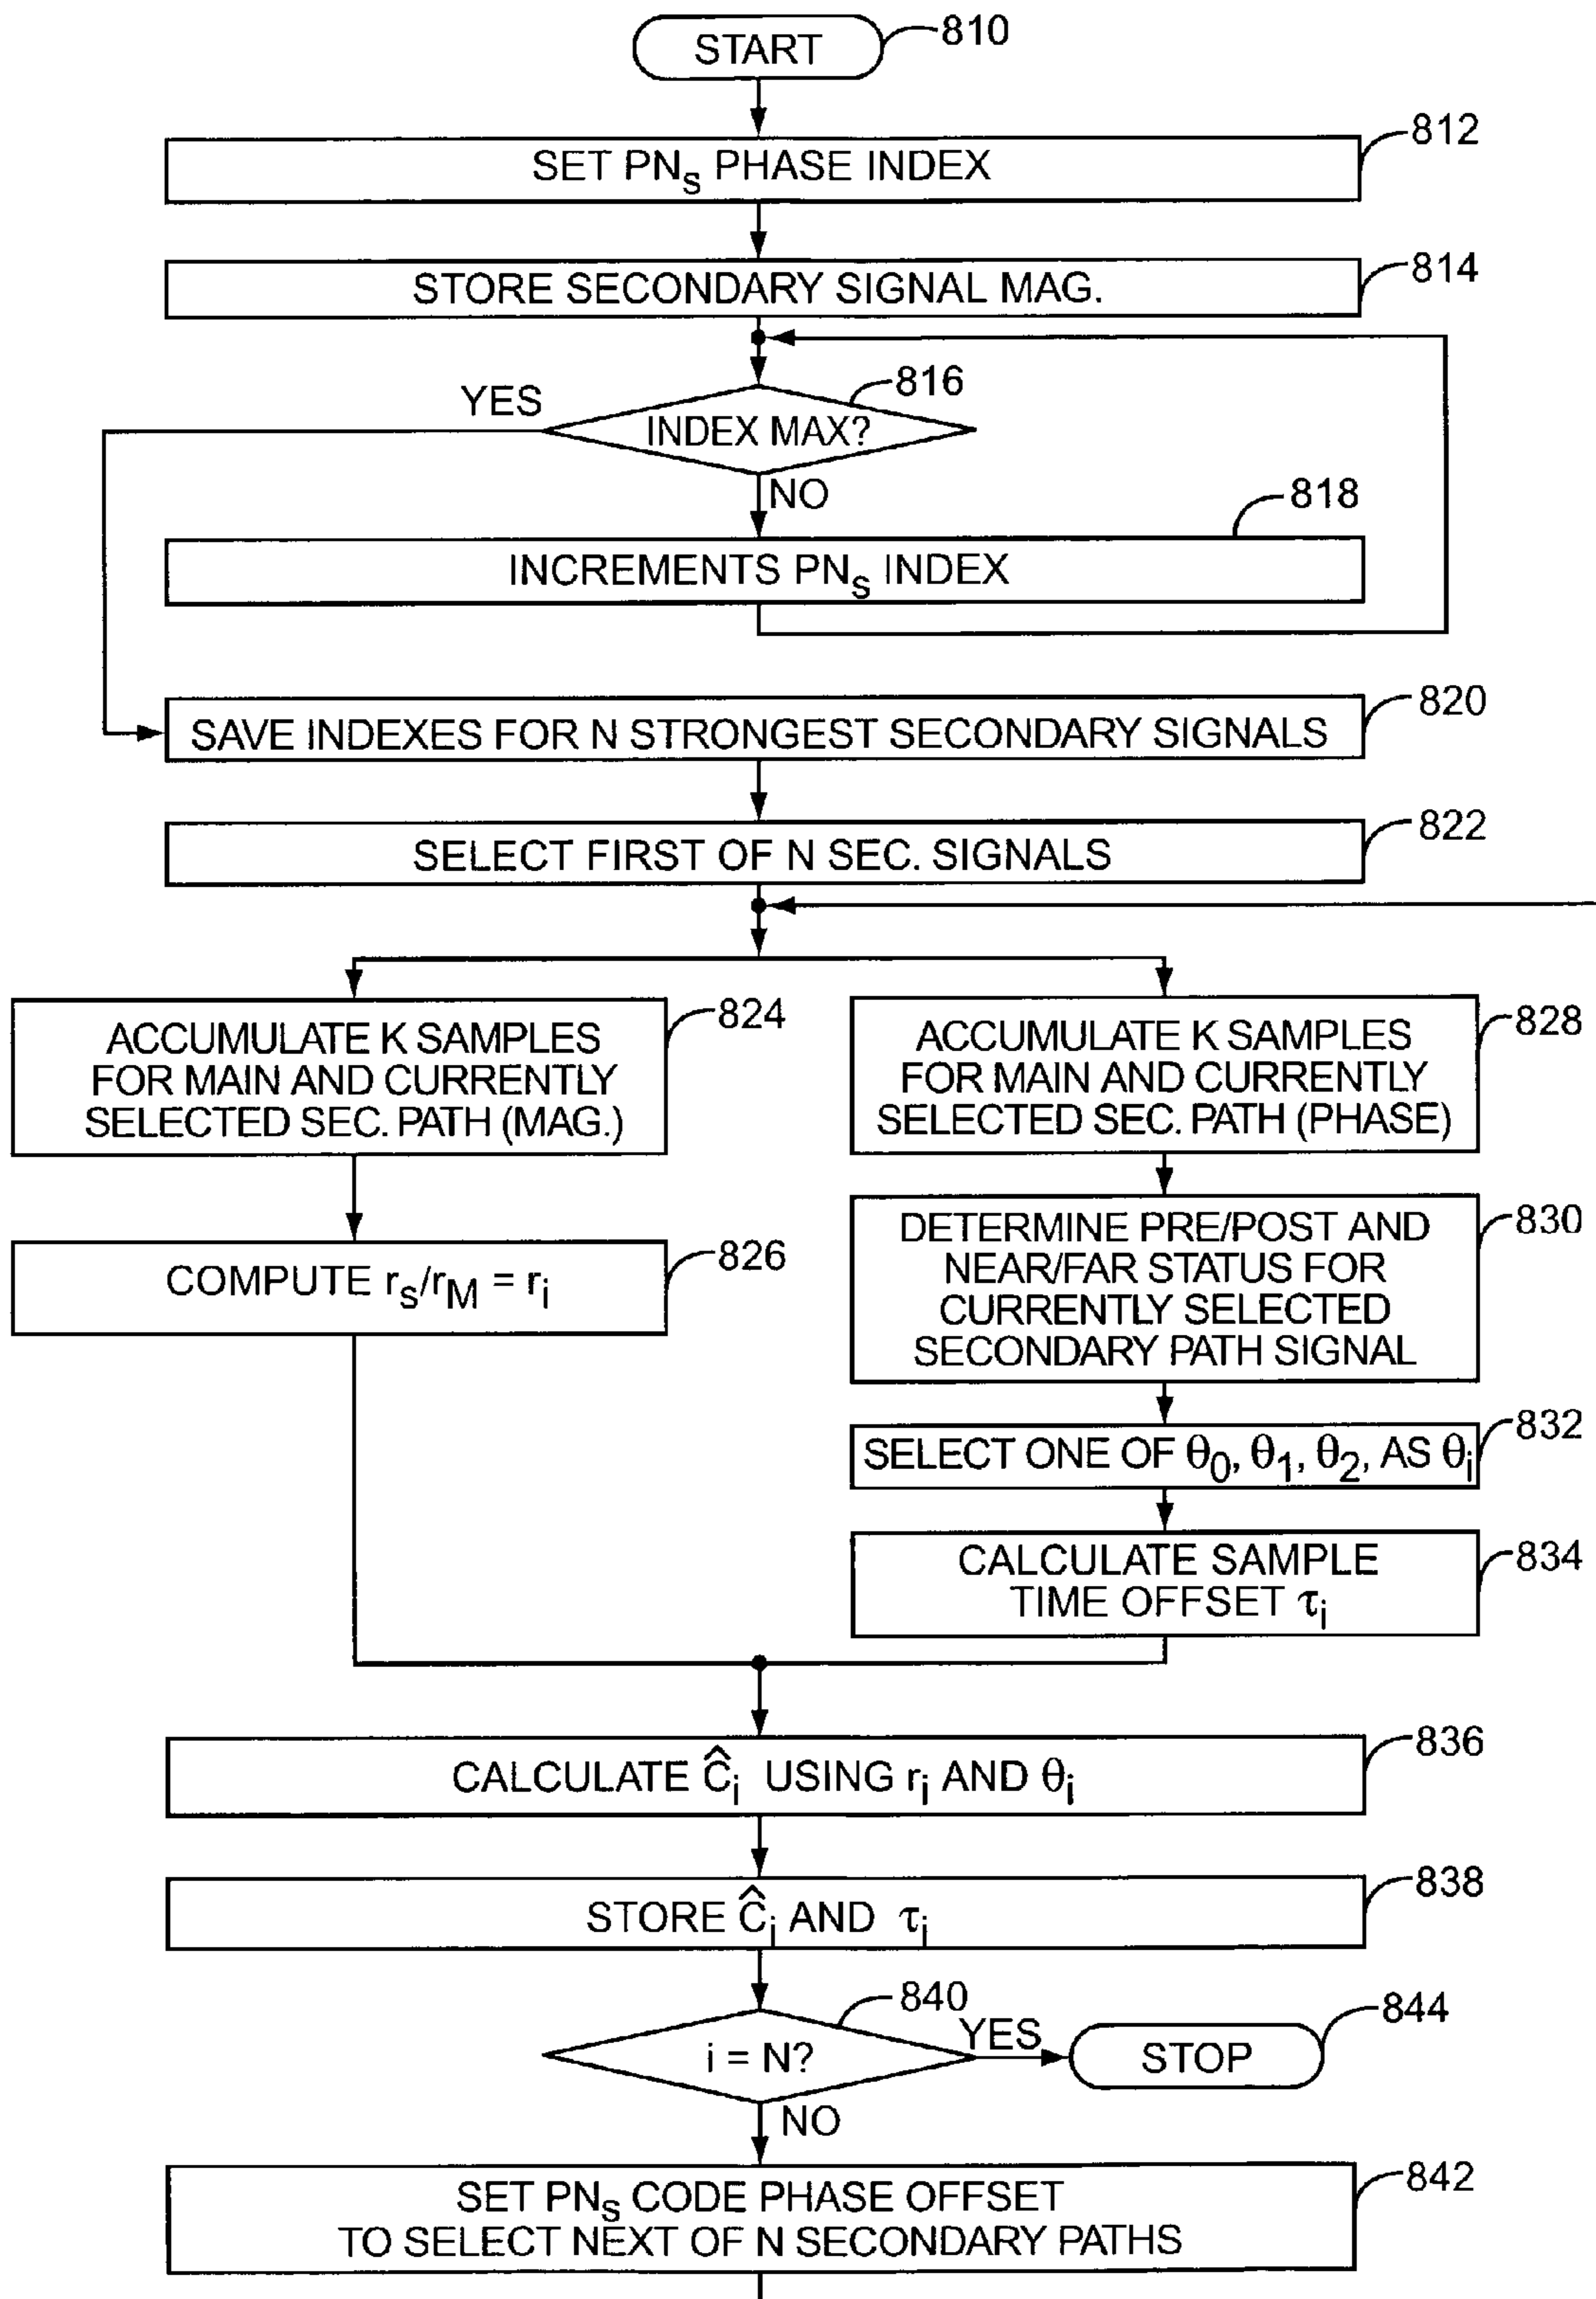 START
810
812
SET PNS PHASE INDEX
814
STORE SECONDARY SIGNAL MAG.
816
YES
INDEX MAX?
NO
818
INCREMENTS PNS INDEX
820
SAVE INDEXES FOR N STRONGEST SECONDARY SIGNALS
822
SELECT FIRST OF N SEC. SIGNALS
824
ACCUMULATE K SAMPLES
FOR MAIN AND CURRENTLY
SELECTED SEC. PATH (MAG.)
828
ACCUMULATE K SAMPLES
FOR MAIN AND CURRENTLY
SELECTED SEC. PATH (PHASE)
826
COMPUTE rs/rM = ri
830
DETERMINE PRE/POST AND
NEAR/FAR STATUS FOR
CURRENTLY SELECTED
SECONDARY PATH SIGNAL
832
SELECT ONE OF θ0, θ1, θ2, AS θi
834
CALCULATE SAMPLE
TIME OFFSET τi
836
CALCULATE Ĉi USING ri AND θi
838
STORE Ĉi AND τi
840
i = N?
YES
844
STOP
NO
842
SET PNS CODE PHASE OFFSET
TO SELECT NEXT OF N SECONDARY PATHS